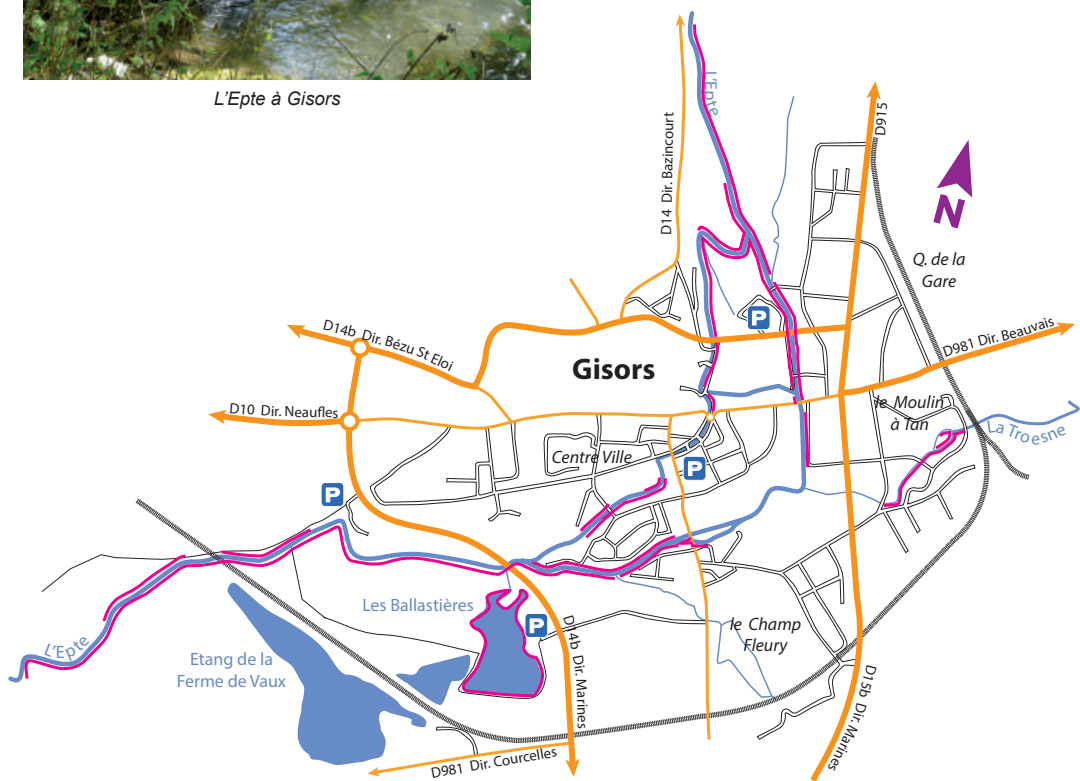 L'Epte à Gisors
L'Epte
D14 Dir. Bazincourt
D915
N
Q. de la
Gare
P
D14b Dir. Bézu St Eloi
D981 Dir. Beauvais
Gisors
D10 Dir. Neaufles
le Moulin
à Tan
La Troesne
Centre Ville
P
P
Les Ballastières
P
le Champ
Fleury
L'Epte
Etang de la
Ferme de Vaux
D14b Dir. Marines
D15b Dir. Marines
D981 Dir. Courcelles